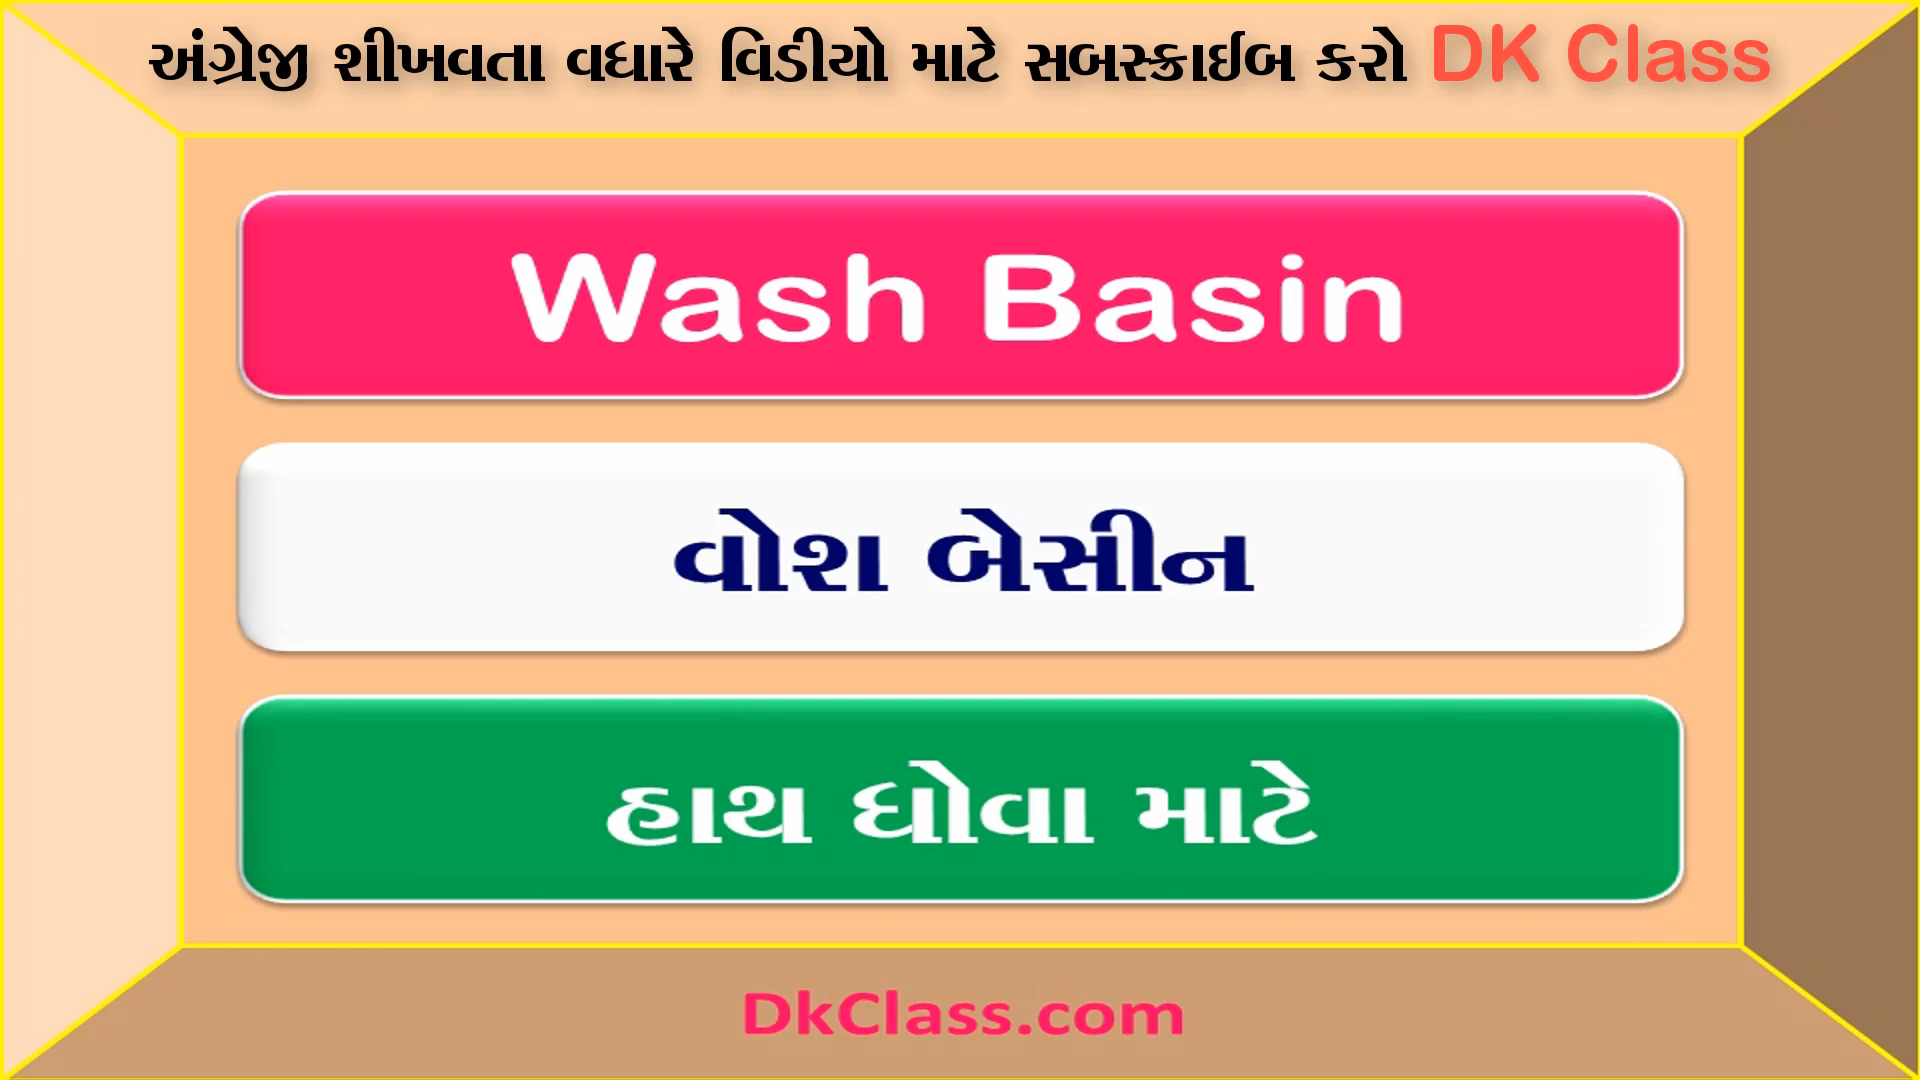 અંગ્રેજી શીખવતા વધારે વિડીયો માટે સબસ્ક્રાઈબ કરો DK Class
Wash Basin
વોશ બેસીન
હાથ ધોવા માટે
DkClass.com